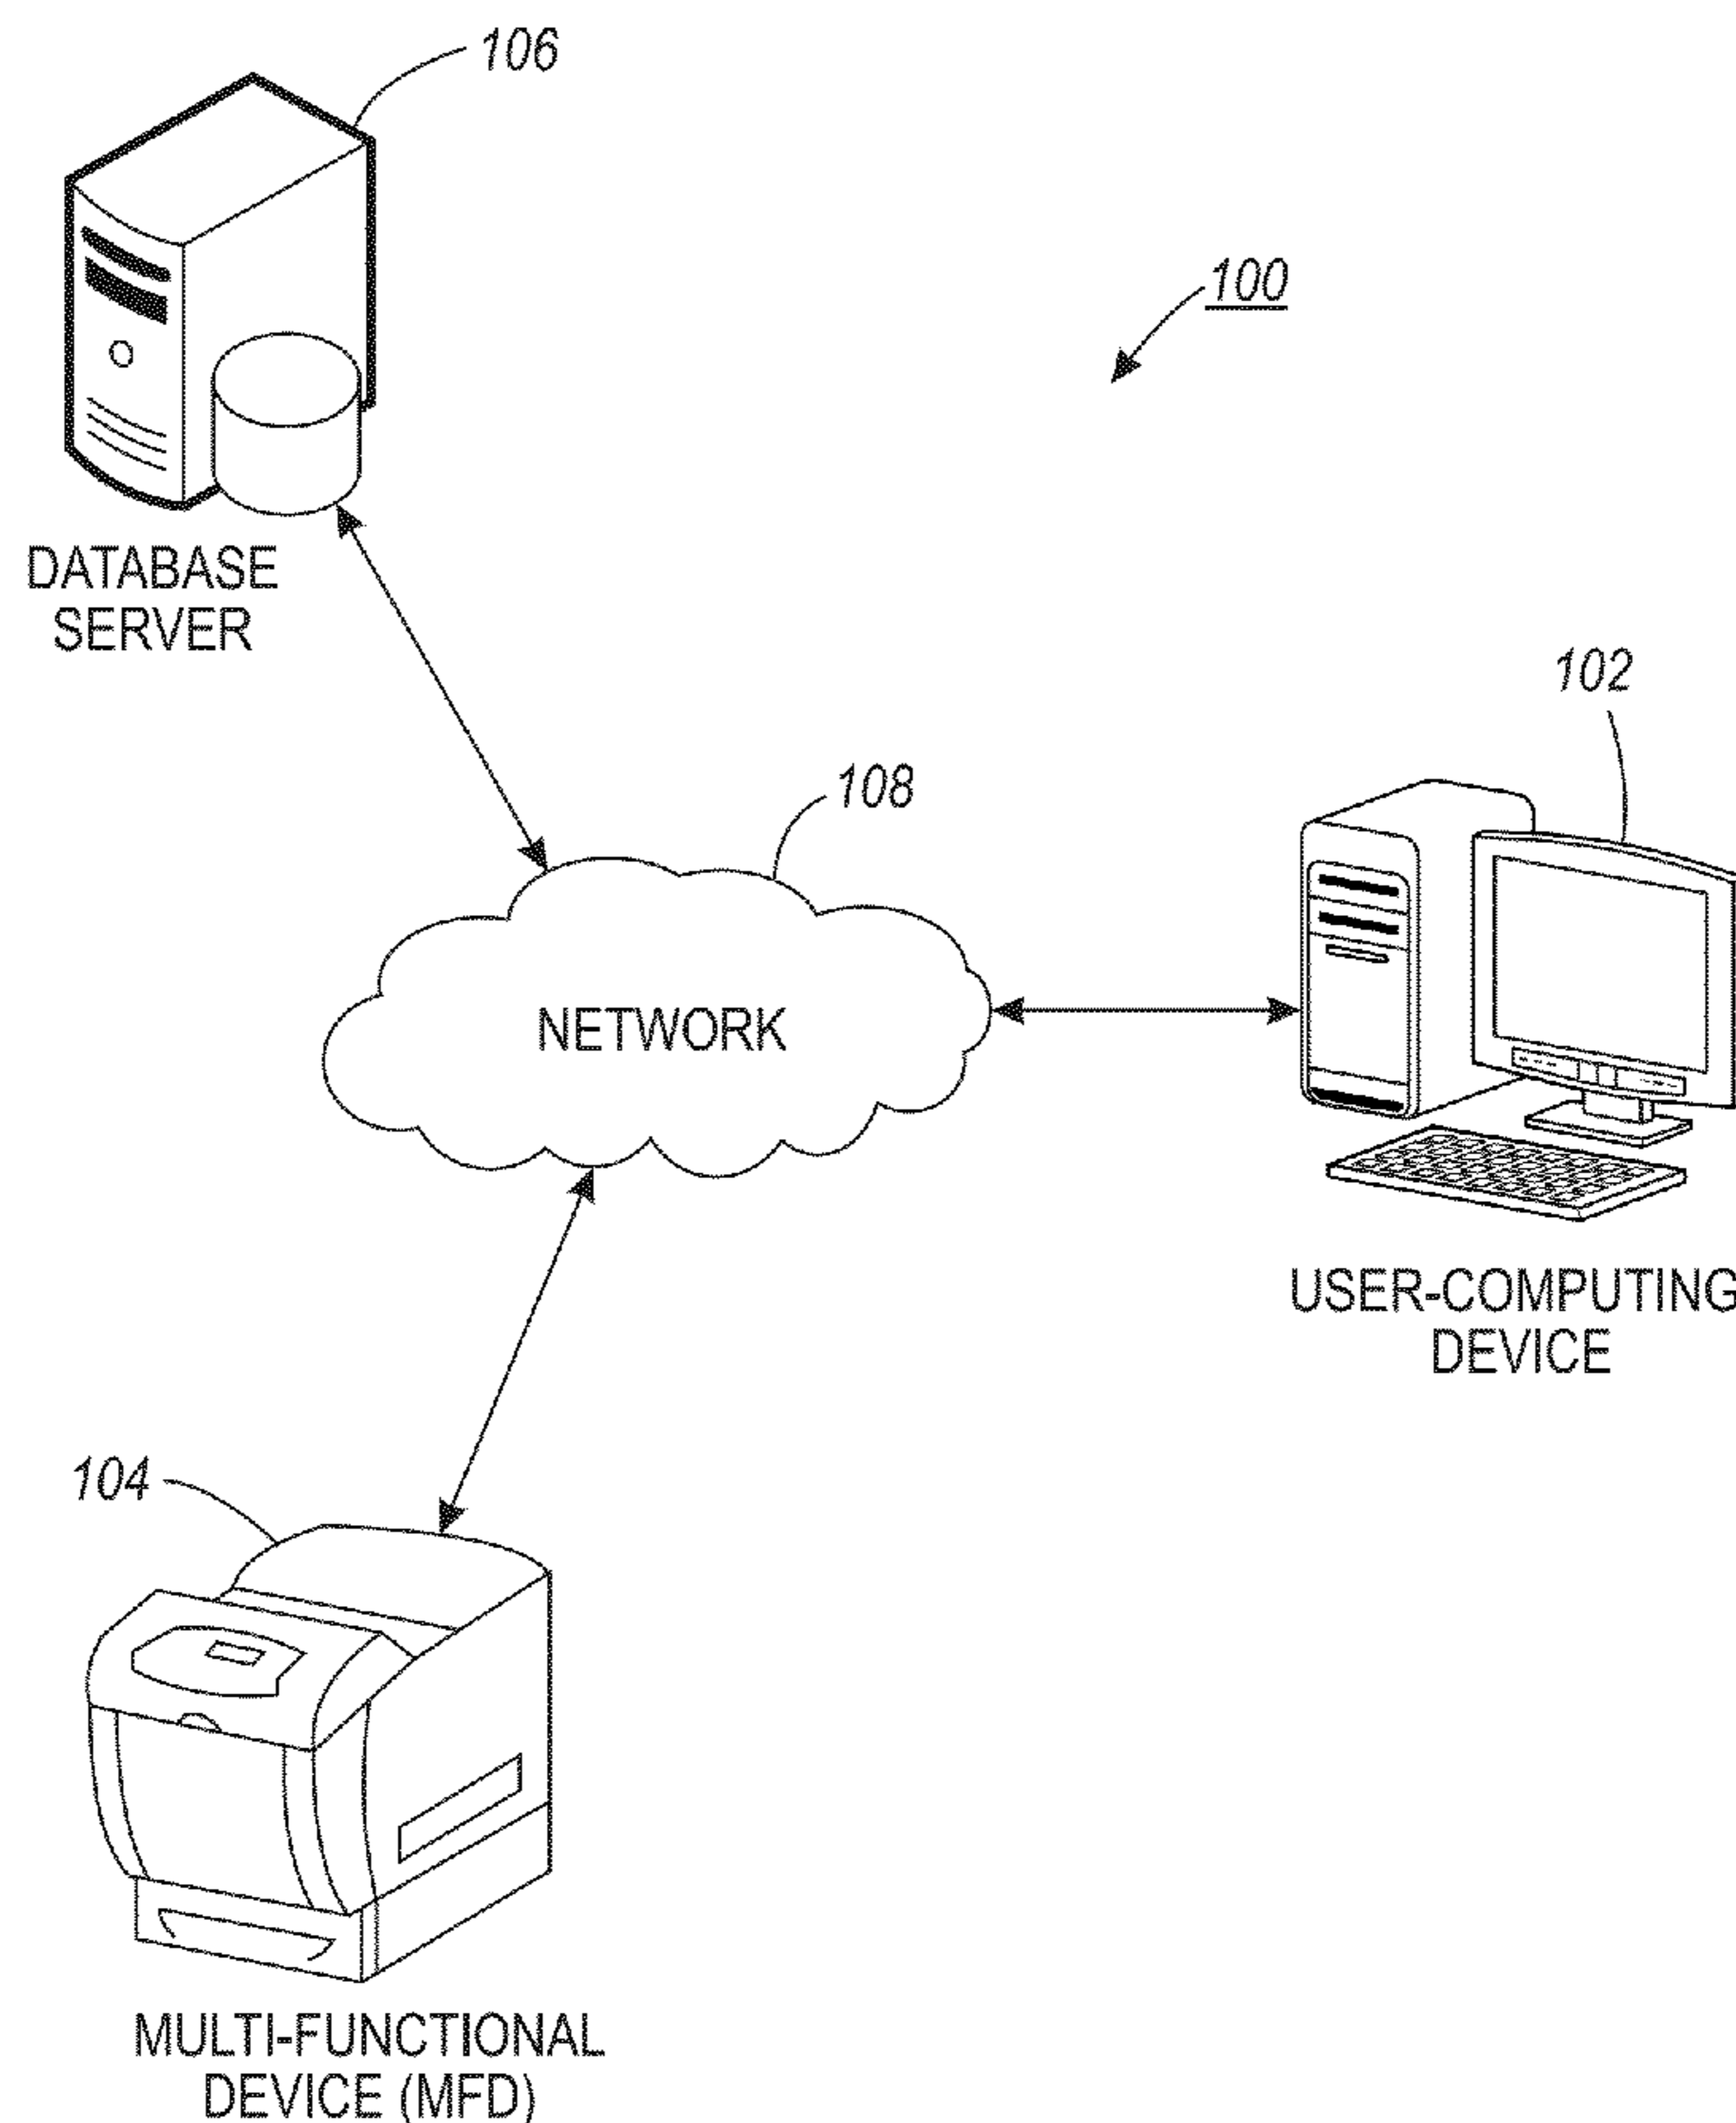 106
100
DATABASE
SERVER
102
108
NETWORK
USER-COMPUTING
DEVICE
104
MULTI-FUNCTIONAL
DEVICE (MFD)